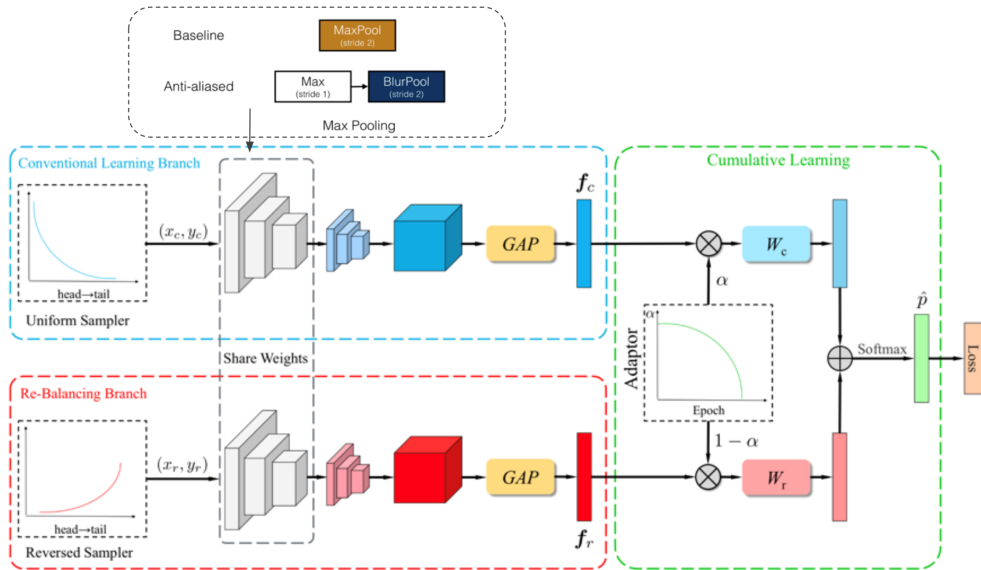 Baseline
MaxPool
(stride 2)
Anti-aliased
Max
(stride 1)
BlurPool
(stride 2)
Max Pooling
Conventional Learning Branch
(x_c, y_c)
head→tail
Uniform Sampler
GAP
f_c
Share Weights
Re-Balancing Branch
(x_r, y_r)
head→tail
Reversed Sampler
GAP
f_r
Cumulative Learning
W_c
α
α
Adaptor
Epoch
1 − α
W_r
Softmax
p̂
Loss